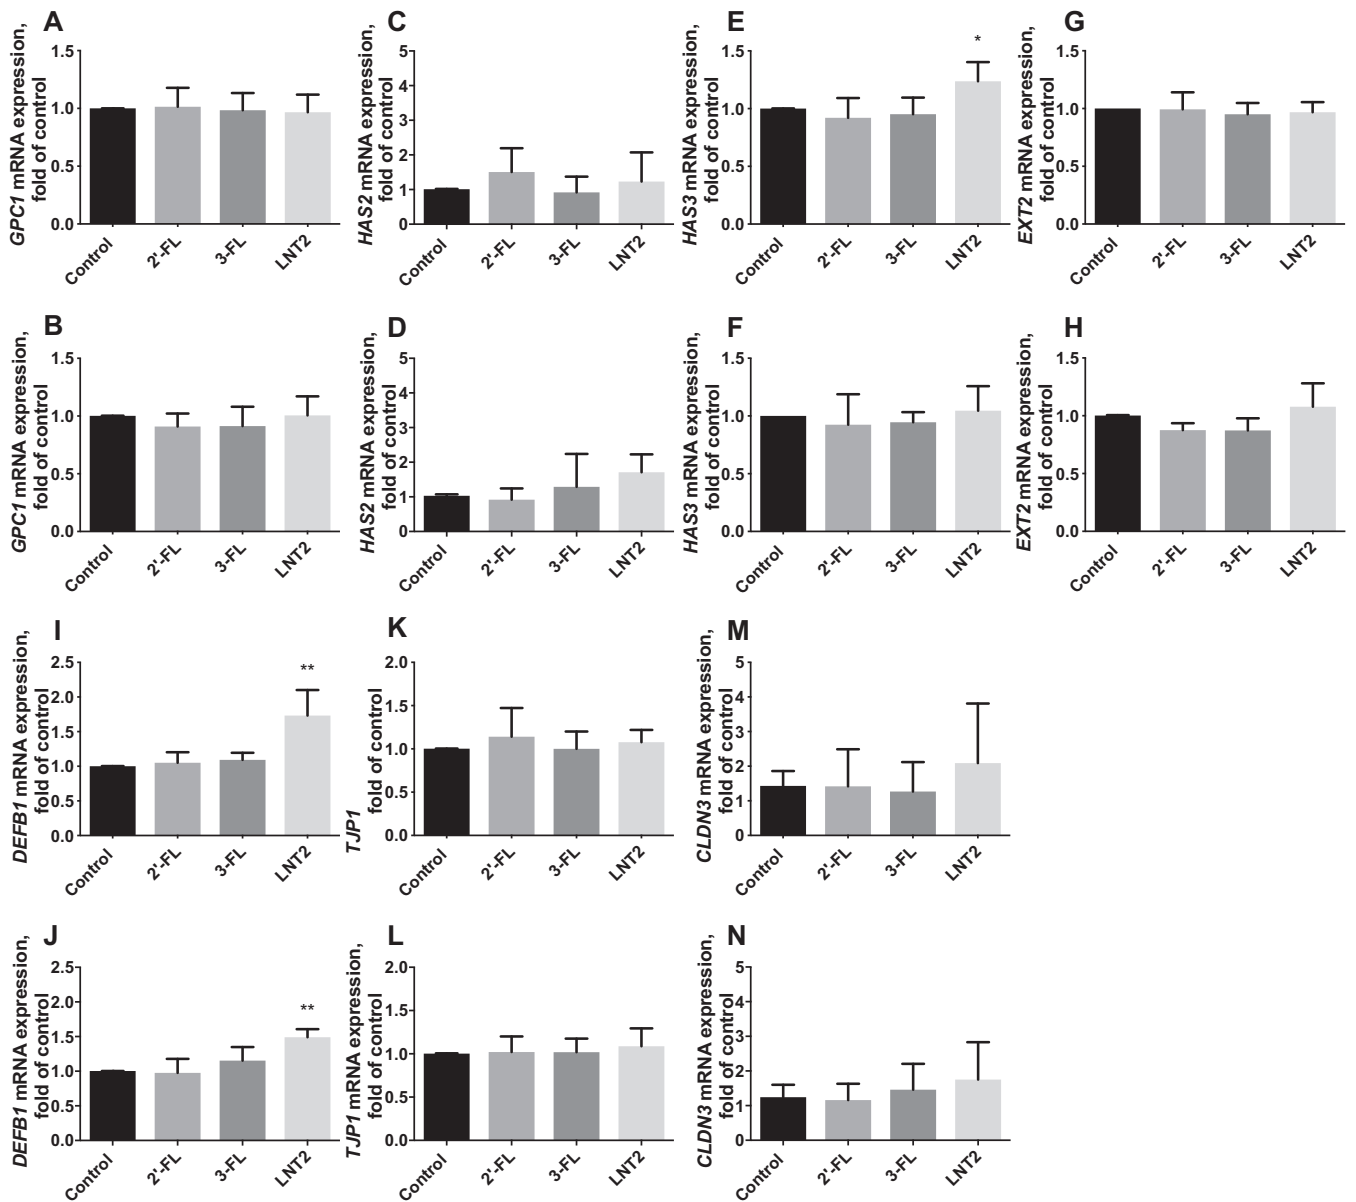 A
GPC1 mRNA expression,
fold of control
1.5
1.0
0.5
0.0
Control
2'-FL
3-FL
LNT2
C
HAS2 mRNA expression,
fold of control
5
4
3
2
1
0
Control
2'-FL
3-FL
LNT2
E
HAS3 mRNA expression,
fold of control
1.5
1.0
0.5
0.0
*
Control
2'-FL
3-FL
LNT2
G
EXT2 mRNA expression,
fold of control
1.5
1.0
0.5
0.0
Control
2'-FL
3-FL
LNT2
B
GPC1 mRNA expression,
fold of control
1.5
1.0
0.5
0.0
Control
2'-FL
3-FL
LNT2
D
HAS2 mRNA expression,
fold of control
5
4
3
2
1
0
Control
2'-FL
3-FL
LNT2
F
HAS3 mRNA expression,
fold of control
1.5
1.0
0.5
0.0
Control
2'-FL
3-FL
LNT2
H
EXT2 mRNA expression,
fold of control
1.5
1.0
0.5
0.0
Control
2'-FL
3-FL
LNT2
I
DEFB1 mRNA expression,
fold of control
2.5
2.0
1.5
1.0
0.5
0.0
**
Control
2'-FL
3-FL
LNT2
K
TJP1
fold of control
2.0
1.5
1.0
0.5
0.0
Control
2'-FL
3-FL
LNT2
M
CLDN3 mRNA expression,
fold of control
5
4
3
2
1
0
Control
2'-FL
3-FL
LNT2
J
DEFB1 mRNA expression,
fold of control
2.5
2.0
1.5
1.0
0.5
0.0
**
Control
2'-FL
3-FL
LNT2
L
TJP1 mRNA expression,
fold of control
2.0
1.5
1.0
0.5
0.0
Control
2'-FL
3-FL
LNT2
N
CLDN3 mRNA expression,
fold of control
5
4
3
2
1
0
Control
2'-FL
3-FL
LNT2